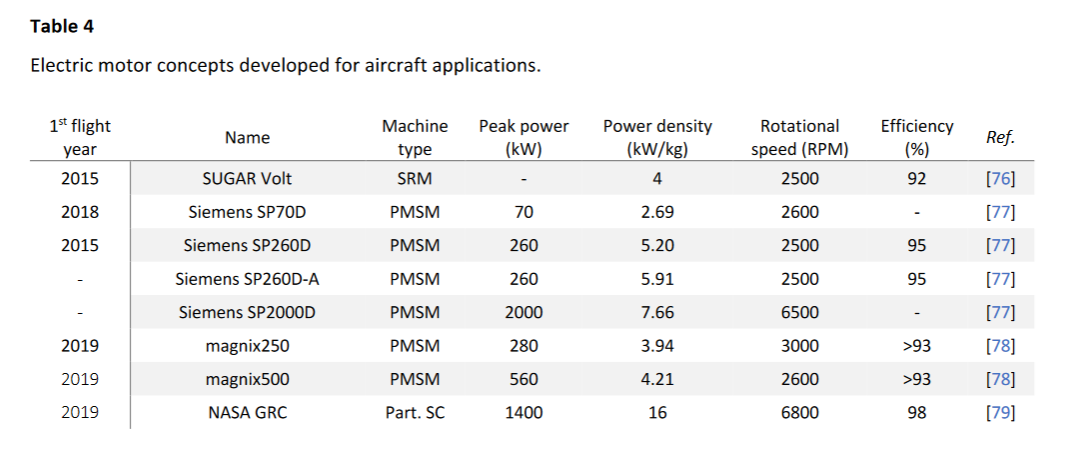 Table 4
Electric motor concepts developed for aircraft applications.
1st flight year Name Machine type Peak power (kW) Power density (kW/kg) Rotational speed (RPM) Efficiency (%) Ref.
2015 SUGAR Volt SRM - 4 2500 92 [76]
2018 Siemens SP70D PMSM 70 2.69 2600 - [77]
2015 Siemens SP260D PMSM 260 5.20 2500 95 [77]
- Siemens SP260D-A PMSM 260 5.91 2500 95 [77]
- Siemens SP2000D PMSM 2000 7.66 6500 - [77]
2019 magnix250 PMSM 280 3.94 3000 >93 [78]
2019 magnix500 PMSM 560 4.21 2600 >93 [78]
2019 NASA GRC Part. SC 1400 16 6800 98 [79]